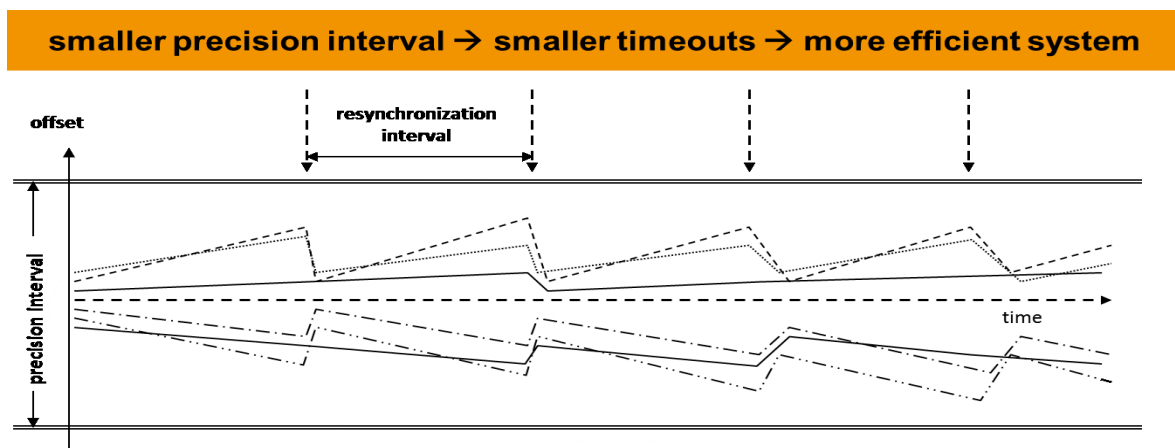 smaller precision interval → smaller timeouts → more efficient system
resynchronization
interval
offset
precision interval
time